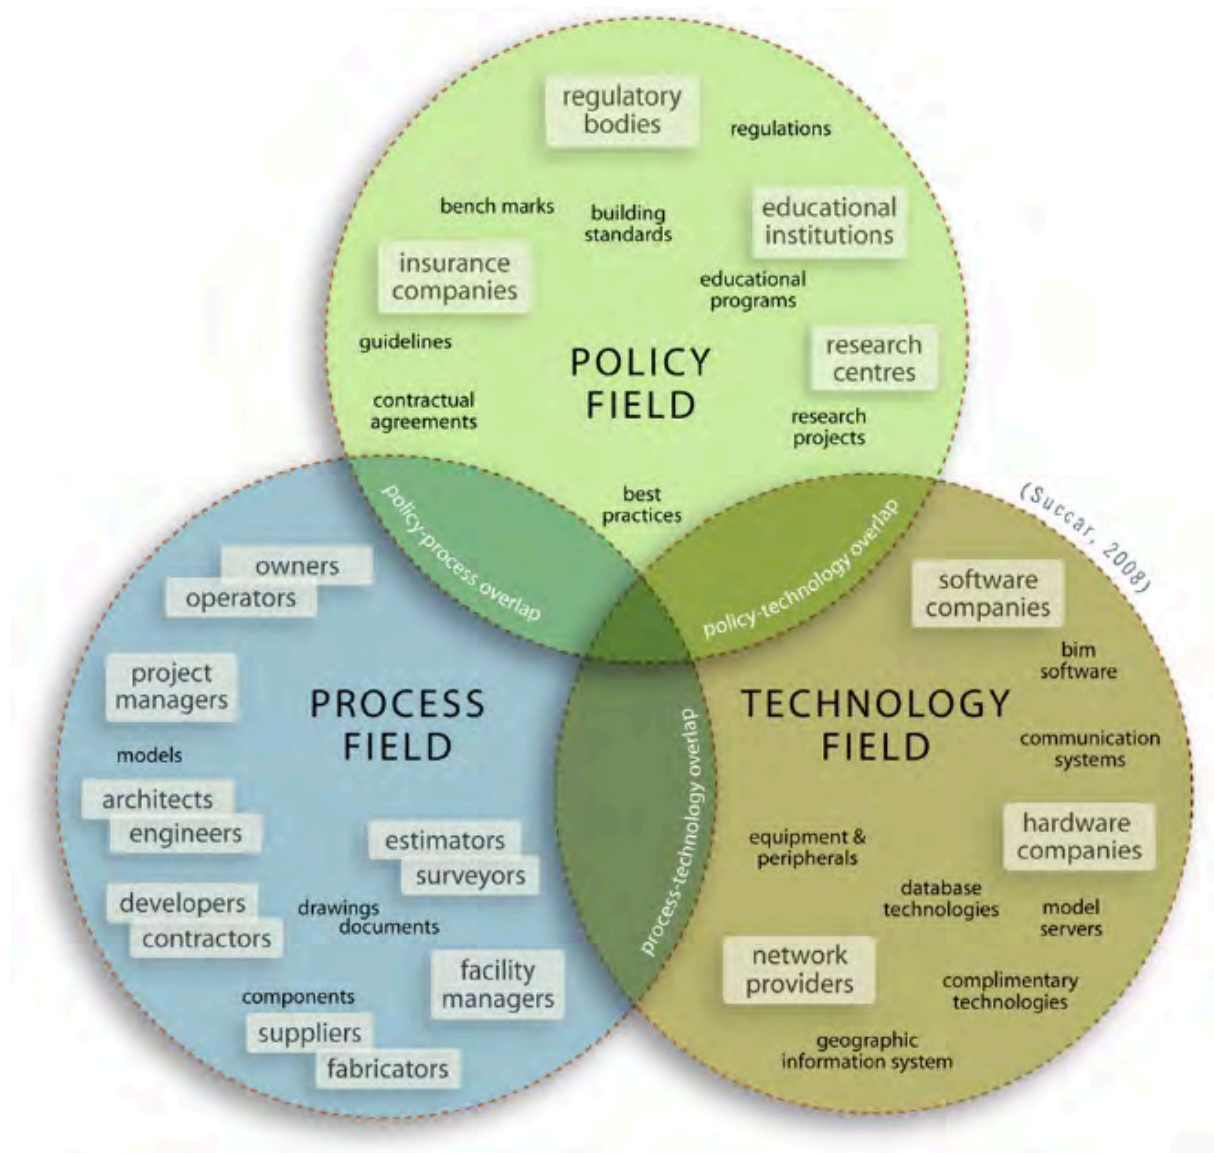 regulatory
bodies
regulations
bench marks
building
standards
educational
institutions
insurance
companies
educational
programs
guidelines
POLICY
FIELD
research
centres
contractual
agreements
research
projects
best
practices
policy-process overlap
policy-technology overlap
(Succar, 2008)
owners
operators
project
managers
PROCESS
FIELD
models
architects
engineers
estimators
surveyors
developers
contractors
drawings
documents
facility
managers
components
suppliers
fabricators
process-technology overlap
software
companies
bim
software
TECHNOLOGY
FIELD
communication
systems
equipment &
peripherals
hardware
companies
database
technologies
model
servers
network
providers
complimentary
technologies
geographic
information system